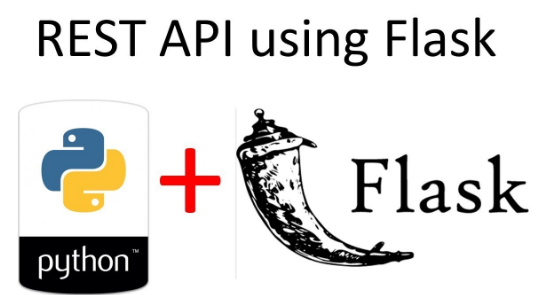 REST API using Flask
Flask
python™